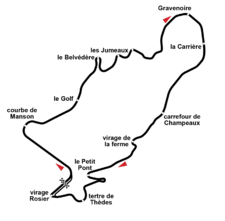 Gravenoire
les Jumeaux
la Carrière
le Belvédère
le Golf
courbe de
Manson
carrefour de
Champeaux
virage de
la ferme
le Petit
Pont
virage
Rosier
tertre de
Thèdes